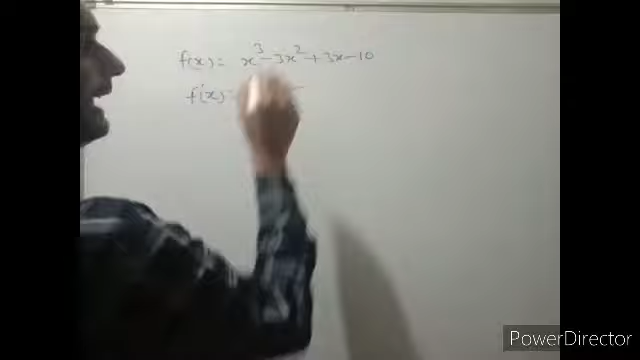 f(x) = x³ - 3x² + 3x - 10
f'(x) =
PowerDirector